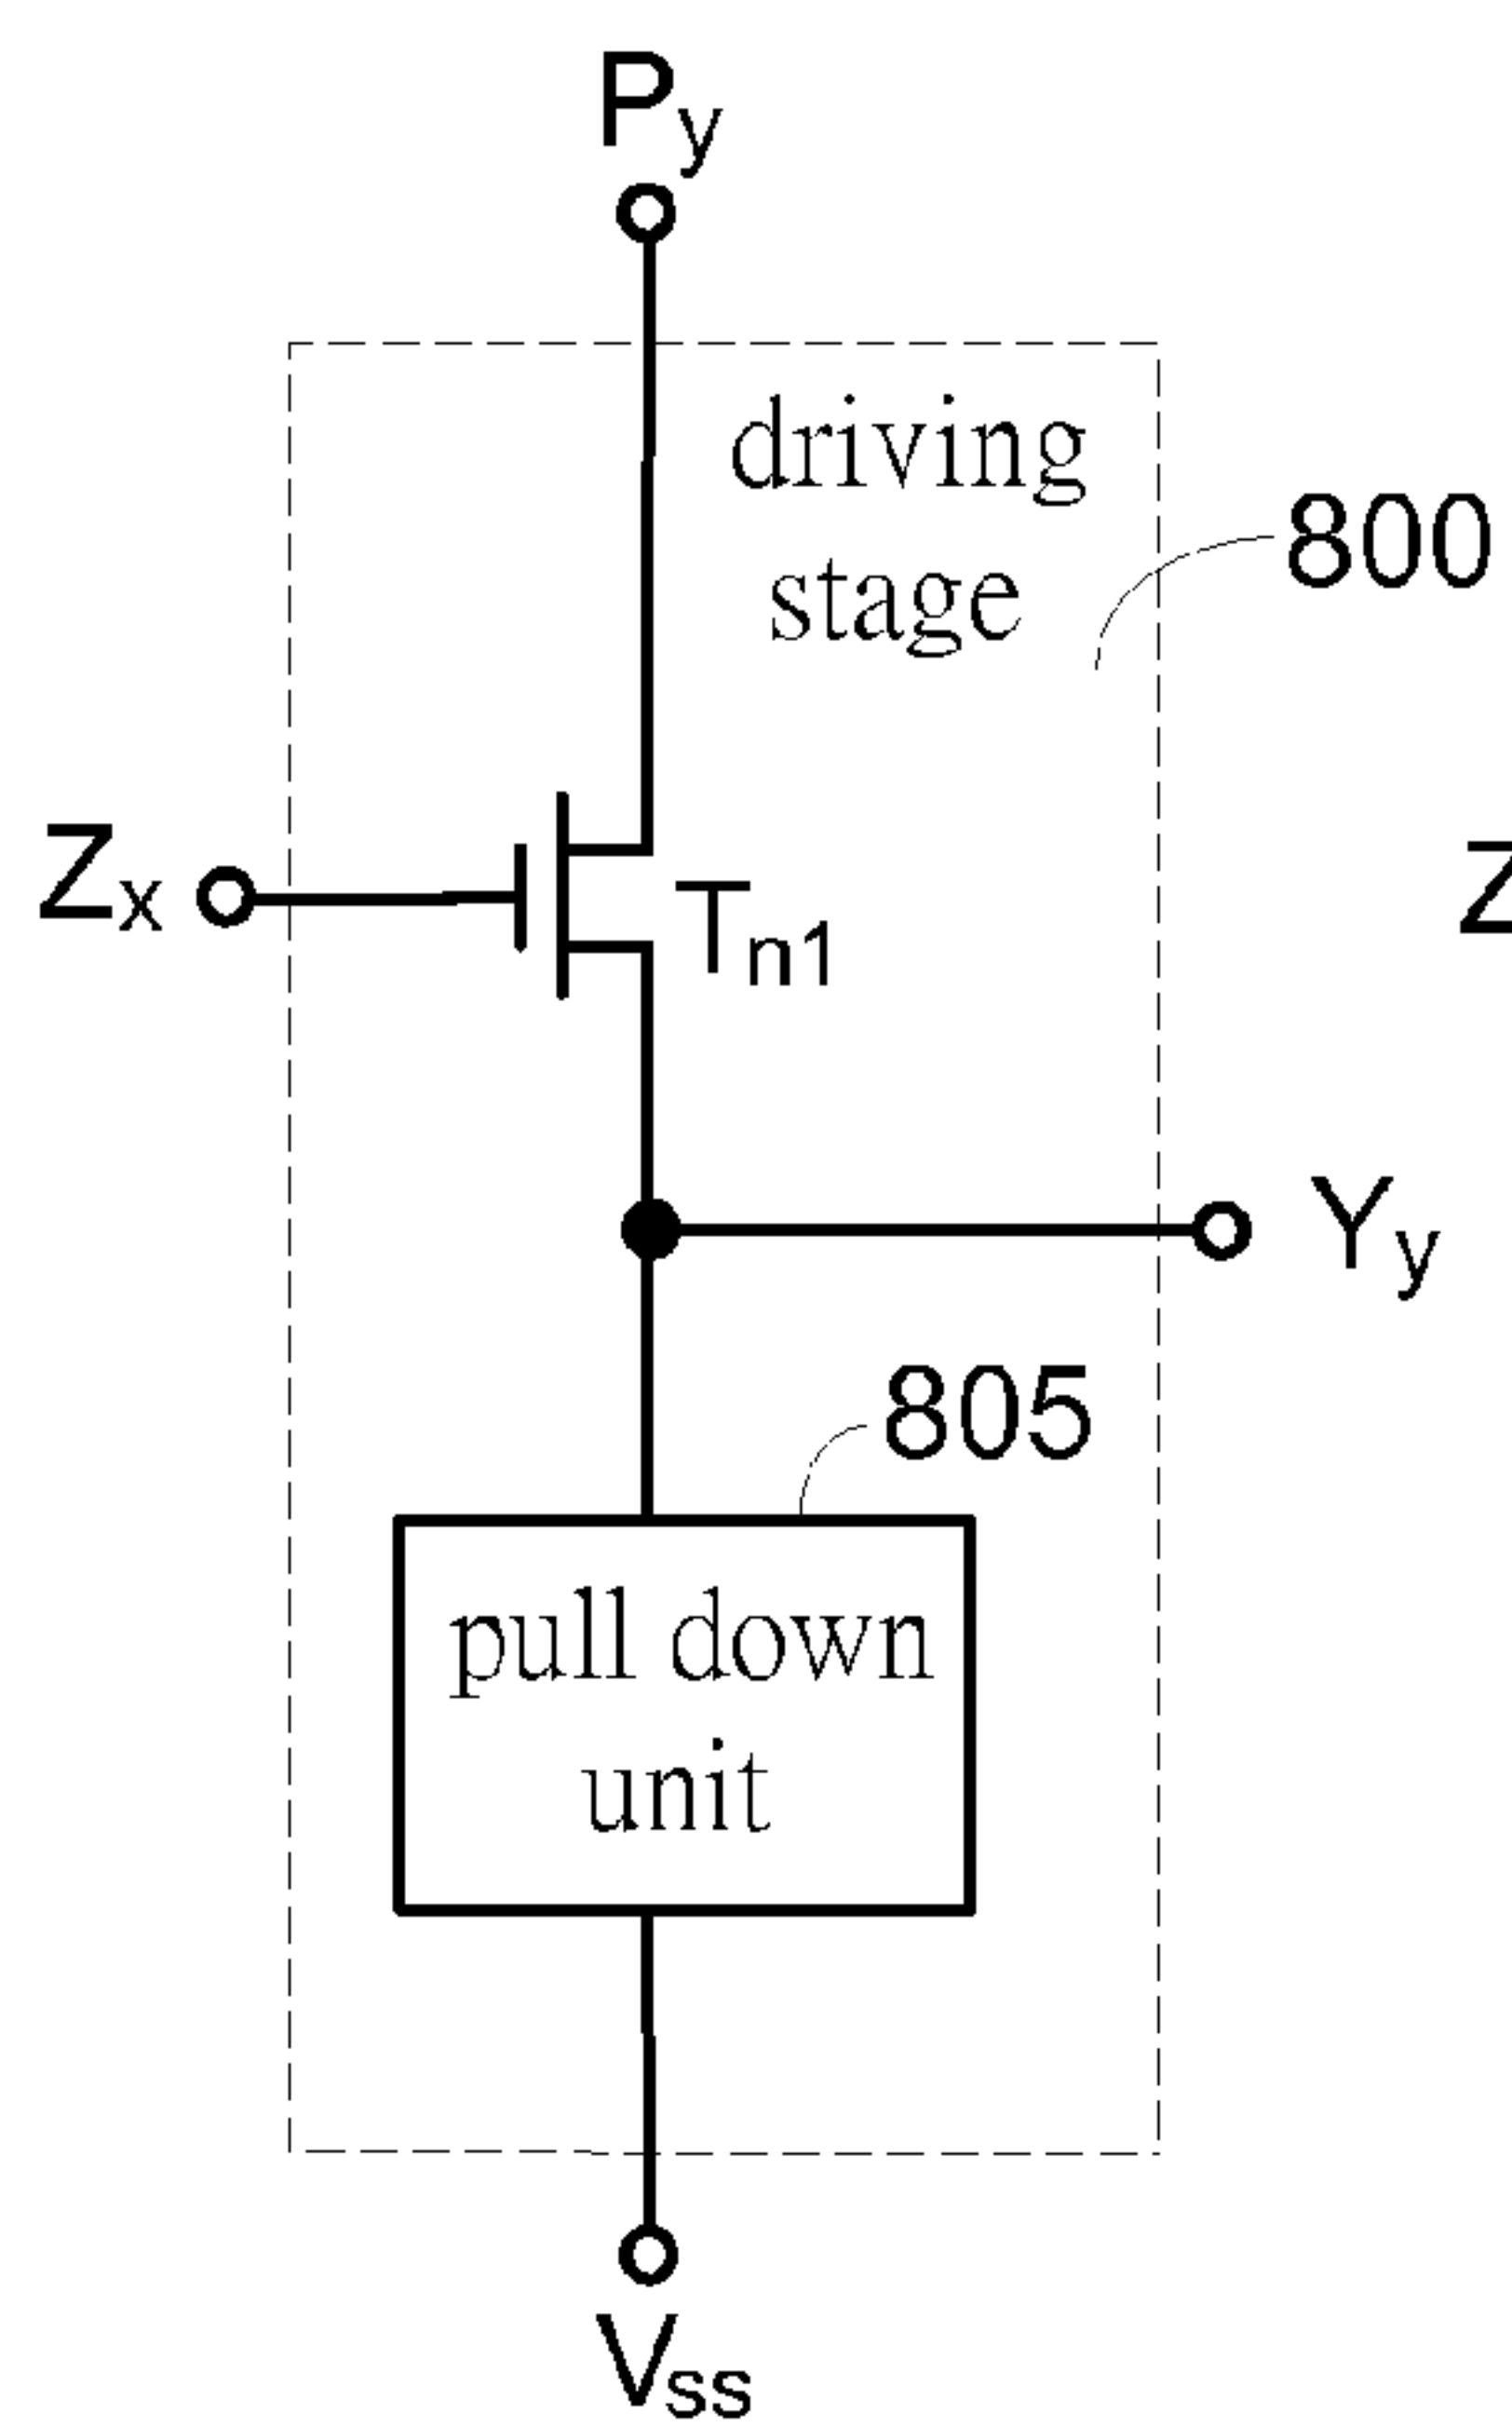 Py
driving
stage
800
Zx
Tn1
Z
Yy
805
pull down
unit
Vss